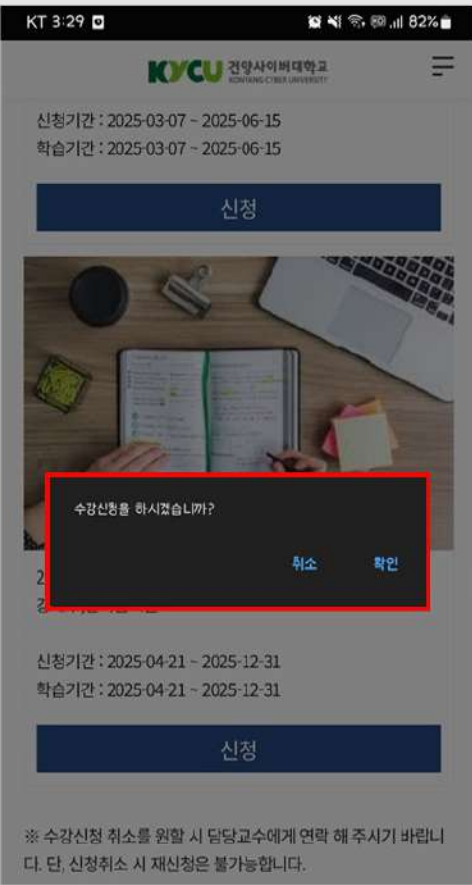 KT 3:29 82%
KYCU 건양사이버대학교
KONYANG CYBER UNIVERSITY
신청기간 : 2025-03-07 ~ 2025-06-15
학습기간 : 2025-03-07 ~ 2025-06-15
신청
수강신청을 하시겠습니까?
취소 확인
신청기간 : 2025-04-21 ~ 2025-12-31
학습기간 : 2025-04-21 ~ 2025-12-31
신청
※ 수강신청 취소를 원할 시 담당교수에게 연락 해 주시기 바랍니
다. 단, 신청취소 시 재신청은 불가능합니다.